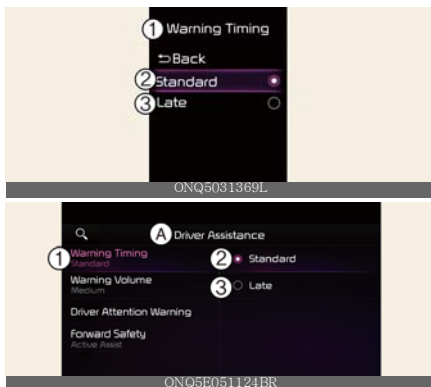 ① Warning Timing
⮌Back
② Standard
③ Late
ONQ5031369L
Ⓐ Driver Assistance
① Warning Timing
Standard
② Standard
Warning Volume
Medium
③ Late
Driver Attention Warning
Forward Safety
Active Assist
ONQ5E051124BR